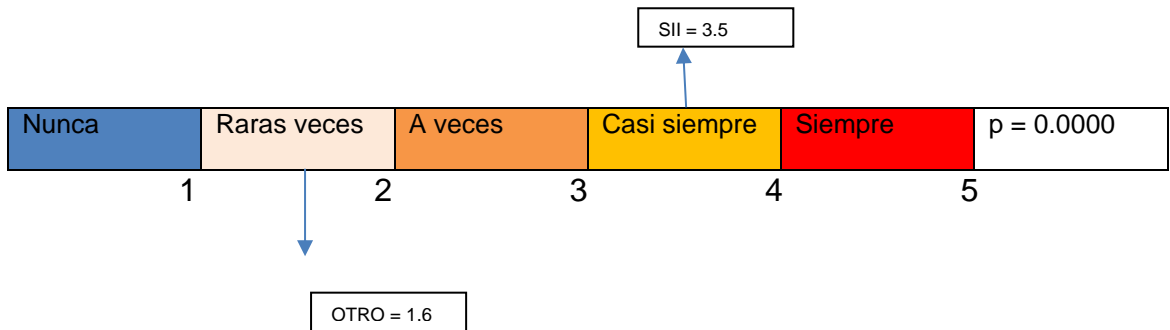 SII = 3.5
Nunca Raras veces A veces Casi siempre Siempre p = 0.0000
1 2 3 4 5
OTRO = 1.6